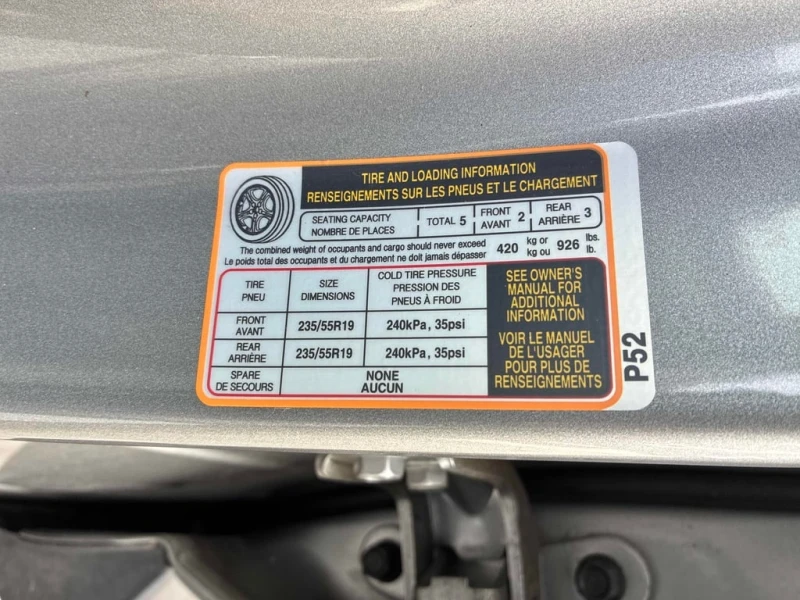 TIRE AND LOADING INFORMATION
RENSEIGNEMENTS SUR LES PNEUS ET LE CHARGEMENT
SEATING CAPACITY
NOMBRE DE PLACES
TOTAL 5
FRONT
AVANT 2
REAR
ARRIÈRE 3
The combined weight of occupants and cargo should never exceed
Le poids total des occupants et du chargement ne doit jamais dépasser
420 kg or 926 lbs.
kg ou lb.
TIRE
PNEU
SIZE
DIMENSIONS
COLD TIRE PRESSURE
PRESSION DES
PNEUS À FROID
FRONT
AVANT
235/55R19
240kPa, 35psi
REAR
ARRIÈRE
235/55R19
240kPa, 35psi
SPARE
DE SECOURS
NONE
AUCUN
SEE OWNER'S
MANUAL FOR
ADDITIONAL
INFORMATION
VOIR LE MANUEL
DE L'USAGER
POUR PLUS DE
RENSEIGNEMENTS
P52